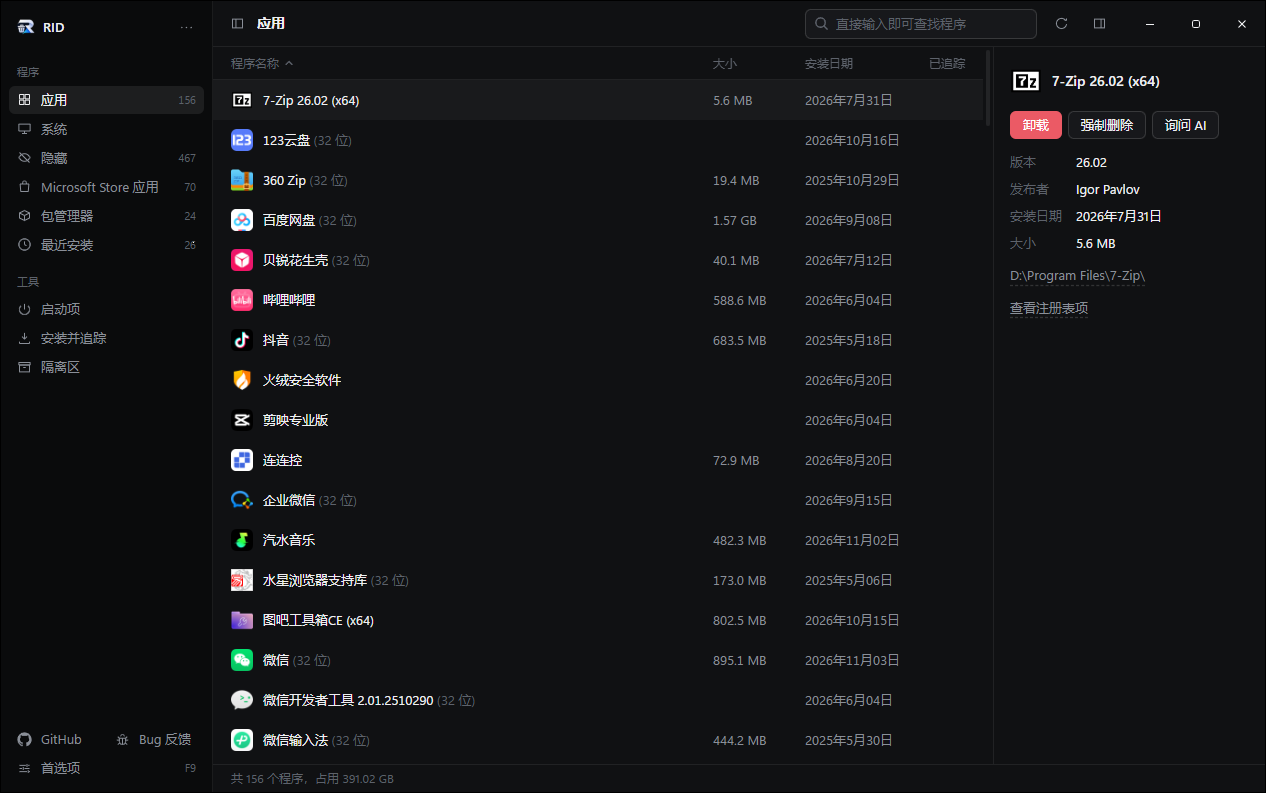 RID
程序
应用 156
系统
隐藏 467
Microsoft Store 应用 70
包管理器 24
最近安装 26
工具
启动项
安装并追踪
隔离区
GitHub Bug 反馈
首选项 F9
应用
直接输入即可查找程序
程序名称 大小 安装日期 已追踪
7-Zip 26.02 (x64) 5.6 MB 2026年7月31日
123云盘 (32 位) 2026年10月16日
360 Zip (32 位) 19.4 MB 2025年10月29日
百度网盘 (32 位) 1.57 GB 2026年9月08日
贝锐花生壳 (32 位) 40.1 MB 2026年7月12日
哔哩哔哩 588.6 MB 2026年6月04日
抖音 (32 位) 683.5 MB 2025年5月18日
火绒安全软件 2026年6月20日
剪映专业版 2026年6月04日
连连控 72.9 MB 2026年8月20日
企业微信 (32 位) 2026年9月15日
汽水音乐 482.3 MB 2026年11月02日
水星浏览器支持库 (32 位) 173.0 MB 2025年5月06日
图吧工具箱CE (x64) 802.5 MB 2026年10月15日
微信 (32 位) 895.1 MB 2026年11月03日
微信开发者工具 2.01.2510290 (32 位) 2026年6月04日
微信输入法 (32 位) 444.2 MB 2025年5月30日
共 156 个程序，占用 391.02 GB
7-Zip 26.02 (x64)
卸载 强制删除 询问 AI
版本 26.02
发布者 Igor Pavlov
安装日期 2026年7月31日
大小 5.6 MB
D:\Program Files\7-Zip\
查看注册表项